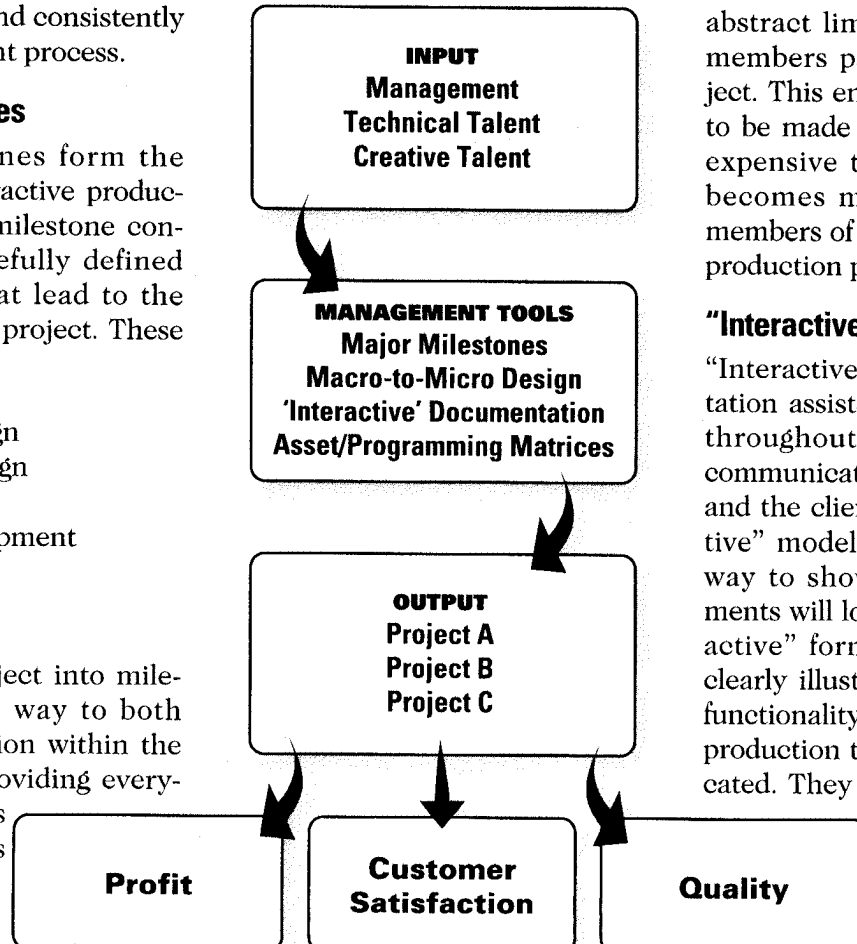 nd consistently
nt process.
es
nes form the
ractive produc-
milestone con-
efully defined
at lead to the
project. These
gn
gn
pment
ject into mile-
way to both
ion within the
oviding every-
s
s
INPUT
Management
Technical Talent
Creative Talent
MANAGEMENT TOOLS
Major Milestones
Macro-to-Micro Design
'Interactive' Documentation
Asset/Programming Matrices
OUTPUT
Project A
Project B
Project C
Profit
Customer
Satisfaction
Quality
abstract lim
members p
ject. This en
to be made
expensive t
becomes m
members of
production p
"Interactive
"Interactive
tation assist
throughout
communicat
and the clien
tive" model
way to show
ments will lo
active" form
clearly illust
functionality
production t
cated. They